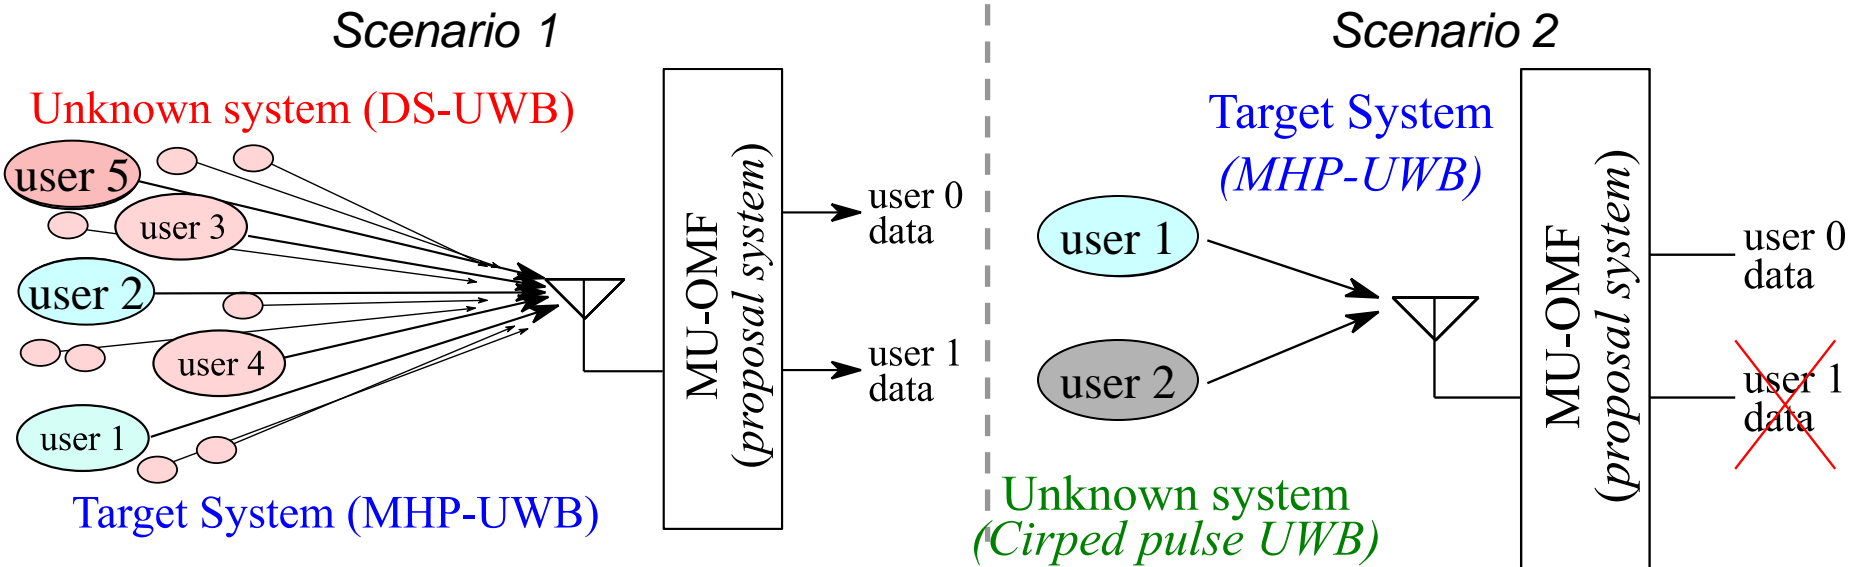 Scenario 1
Unknown system (DS-UWB)
user 5
user 3
user 2
user 4
user 1
Target System (MHP-UWB)
MU-OMF
(proposal system)
user 0
data
user 1
data
Scenario 2
Target System
(MHP-UWB)
user 1
user 2
Unknown system
(Cirped pulse UWB)
MU-OMF
(proposal system)
user 0
data
user 1
data